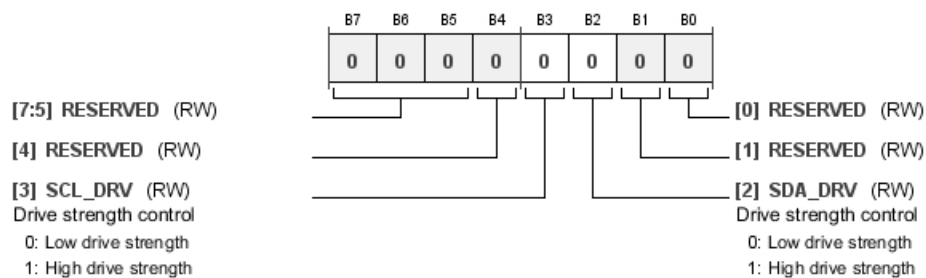 B7 B6 B5 B4 B3 B2 B1 B0
0 0 0 0 0 0 0 0
[7:5] RESERVED (RW)
[0] RESERVED (RW)
[4] RESERVED (RW)
[1] RESERVED (RW)
[3] SCL_DRV (RW)
Drive strength control
0: Low drive strength
1: High drive strength
[2] SDA_DRV (RW)
Drive strength control
0: Low drive strength
1: High drive strength